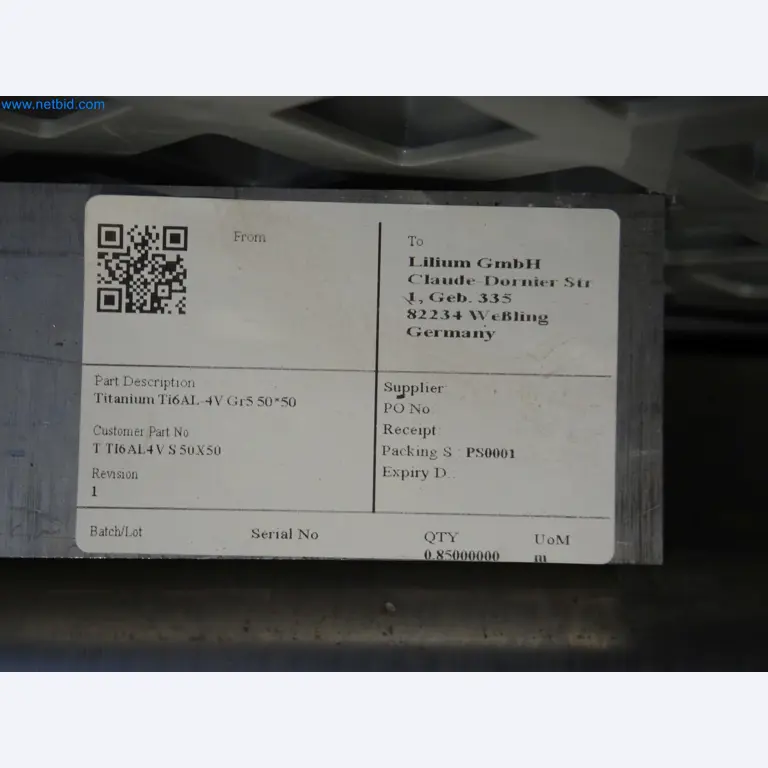 www.netbid.com
From
To
Lilium GmbH
Claude-Dornier Str
1, Geb. 335
82234 Weßling
Germany
Part Description
Titanium Ti6AL-4V Gr5 50*50
Customer Part No
T TI6AL4V S 50X50
Revision
1
Supplier
PO No
Receipt
Packing S PS0001
Expiry D..
Batch/Lot Serial No QTY UoM
0.85000000 m